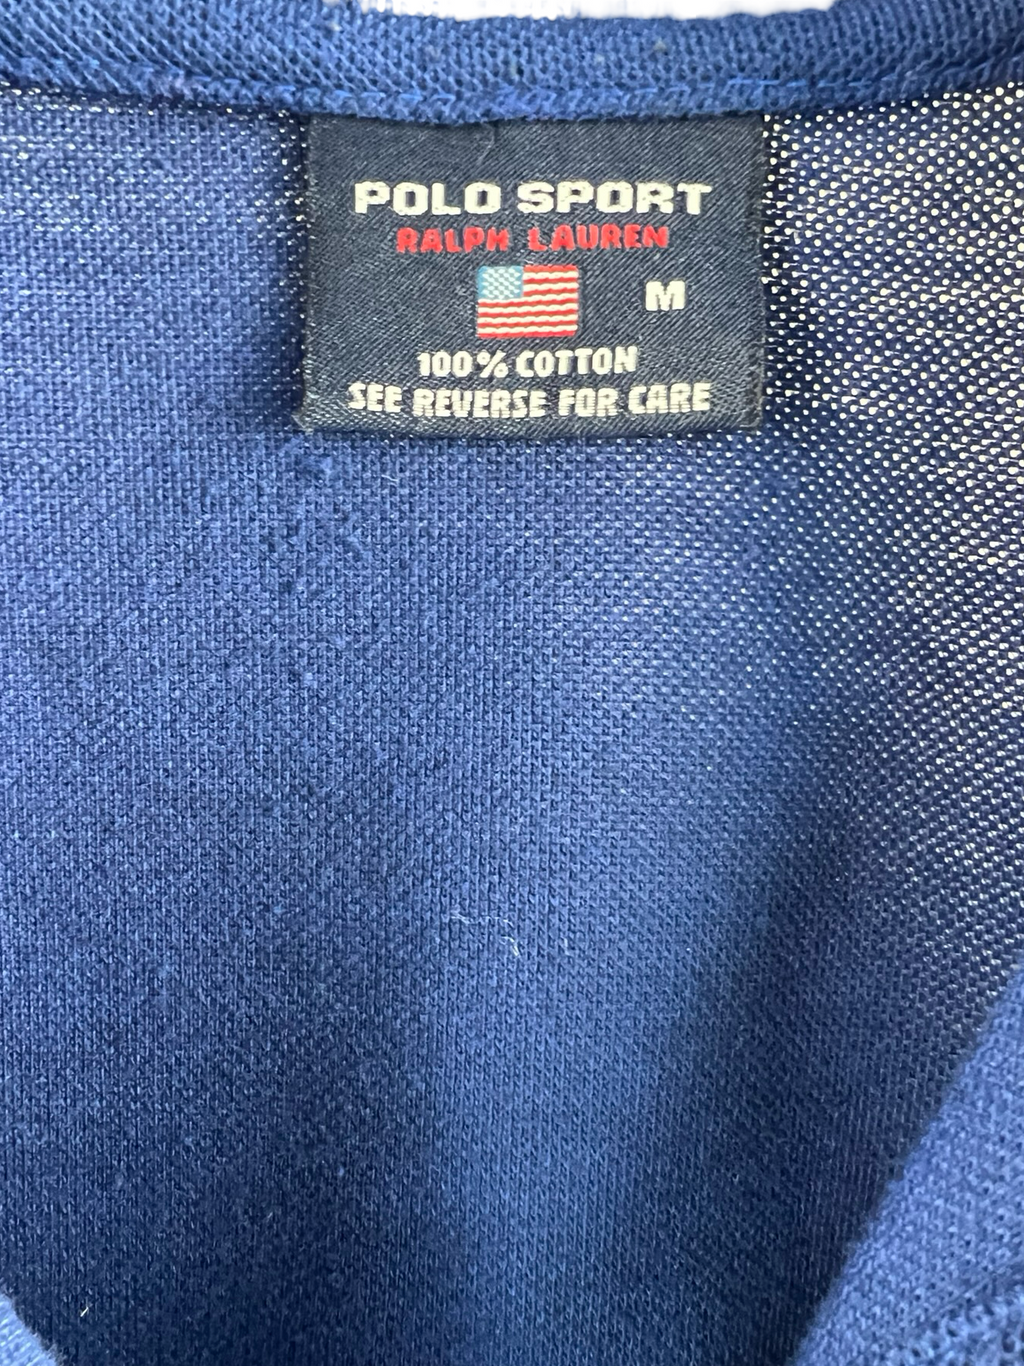 POLO SPORT
RALPH LAUREN
M
100% COTTON
SEE REVERSE FOR CARE